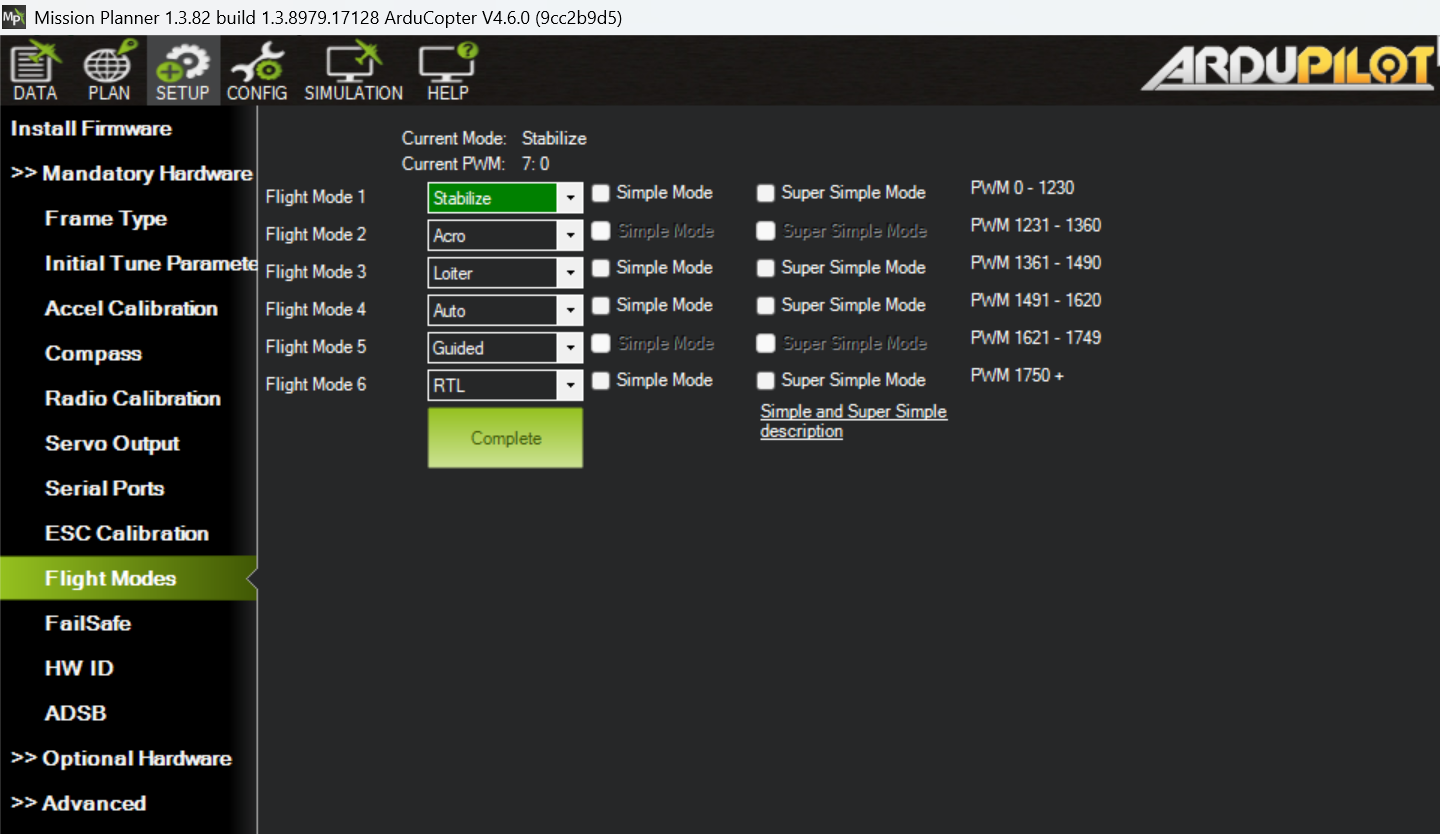 Mission Planner 1.3.82 build 1.3.8979.17128 ArduCopter V4.6.0 (9cc2b9d5)
DATA PLAN SETUP CONFIG SIMULATION HELP ARDUPILOT
Install Firmware
>> Mandatory Hardware
Frame Type
Initial Tune Paramete
Accel Calibration
Compass
Radio Calibration
Servo Output
Serial Ports
ESC Calibration
Flight Modes
FailSafe
HW ID
ADSB
>> Optional Hardware
>> Advanced
Current Mode: Stabilize
Current PWM: 7: 0
Flight Mode 1 Stabilize Simple Mode Super Simple Mode PWM 0 - 1230
Flight Mode 2 Acro Simple Mode Super Simple Mode PWM 1231 - 1360
Flight Mode 3 Loiter Simple Mode Super Simple Mode PWM 1361 - 1490
Flight Mode 4 Auto Simple Mode Super Simple Mode PWM 1491 - 1620
Flight Mode 5 Guided Simple Mode Super Simple Mode PWM 1621 - 1749
Flight Mode 6 RTL Simple Mode Super Simple Mode PWM 1750 +
Complete
Simple and Super Simple
description